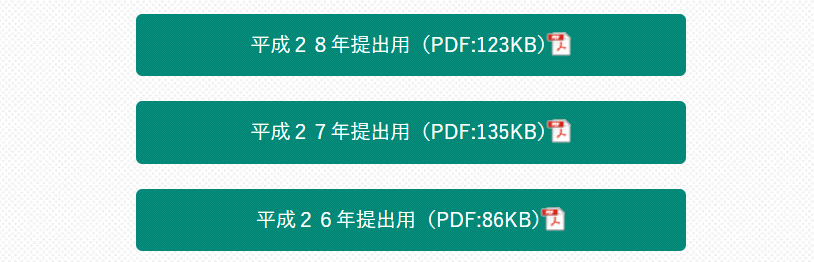 平成２８年提出用（PDF:123KB）
平成２７年提出用（PDF:135KB）
平成２６年提出用（PDF:86KB）